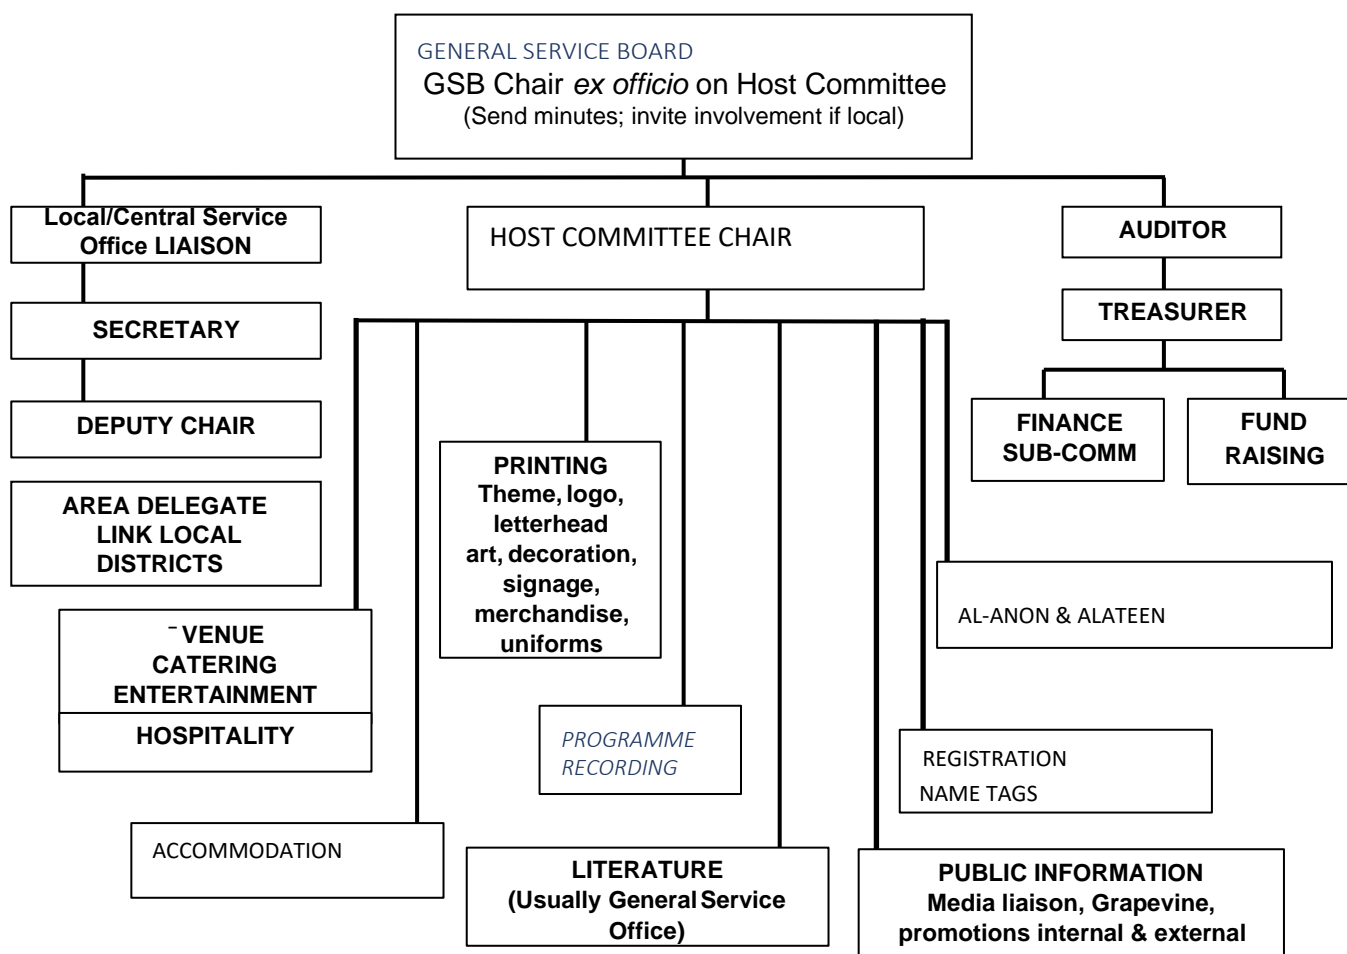 GENERAL SERVICE BOARD
GSB Chair ex officio on Host Committee
(Send minutes; invite involvement if local)
Local/Central Service
Office LIAISON
HOST COMMITTEE CHAIR
AUDITOR
SECRETARY
TREASURER
DEPUTY CHAIR
FINANCE
SUB-COMM
FUND
RAISING
AREA DELEGATE
LINK LOCAL
DISTRICTS
PRINTING
Theme, logo,
letterhead
art, decoration,
signage,
merchandise,
uniforms
AL-ANON & ALATEEN
VENUE
CATERING
ENTERTAINMENT
HOSPITALITY
PROGRAMME
RECORDING
REGISTRATION
NAME TAGS
ACCOMMODATION
LITERATURE
(Usually General Service
Office)
PUBLIC INFORMATION
Media liaison, Grapevine,
promotions internal & external